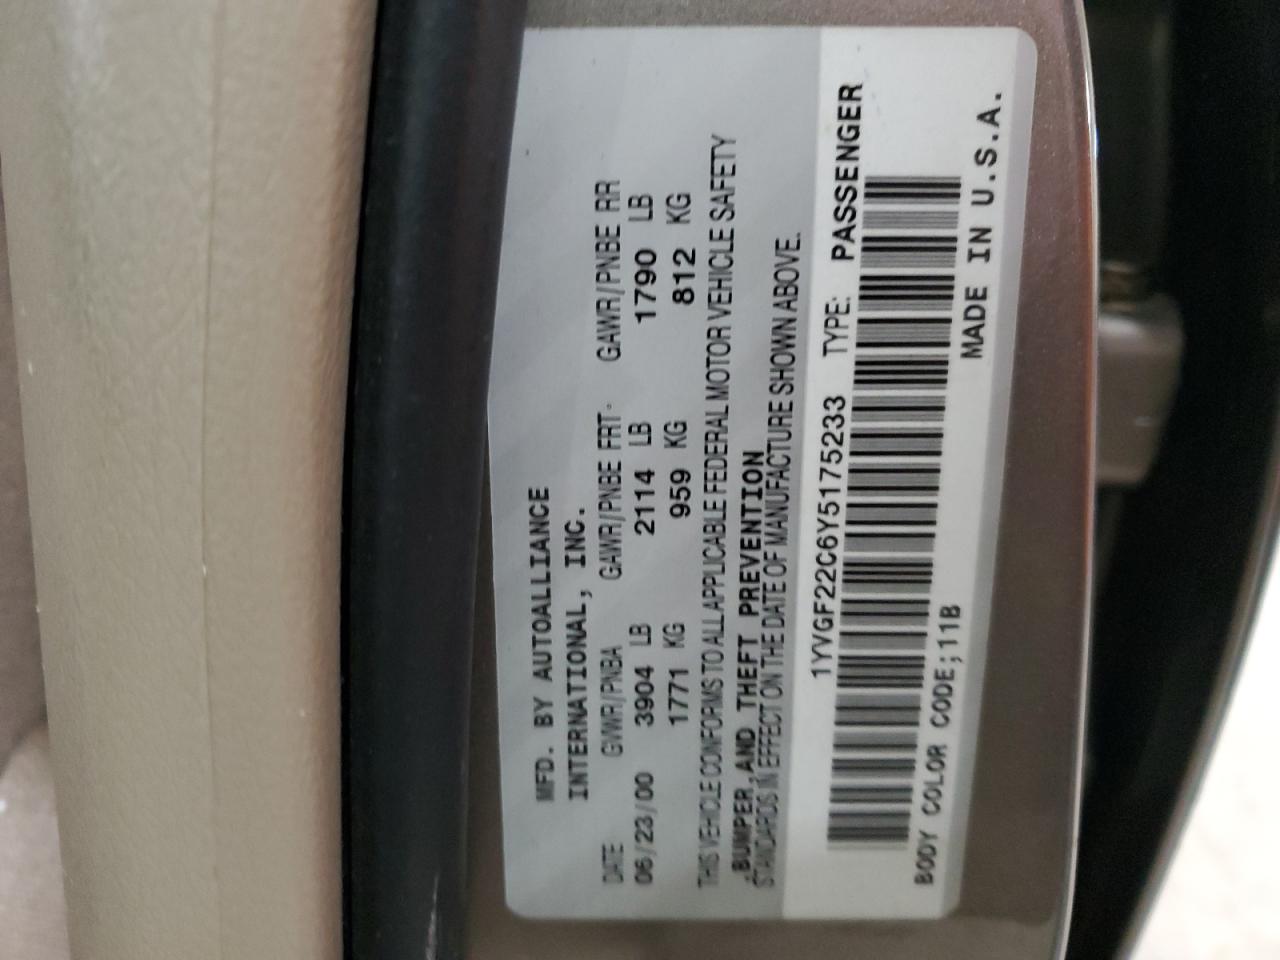 MFD. BY AUTOALLIANCE
INTERNATIONAL, INC.
DATE GVWR/PNBA GAWR/PNBE FRT. GAWR/PNBE RR
06/23/00 3904 LB 2114 LB 1790 LB
1771 KG 959 KG 812 KG
THIS VEHICLE CONFORMS TO ALL APPLICABLE FEDERAL MOTOR VEHICLE SAFETY
,BUMPER,AND THEFT PREVENTION
STANDARDS IN EFFECT ON THE DATE OF MANUFACTURE SHOWN ABOVE.
1YVGF22C6Y5175233 TYPE: PASSENGER
BODY COLOR CODE;11B MADE IN U.S.A.